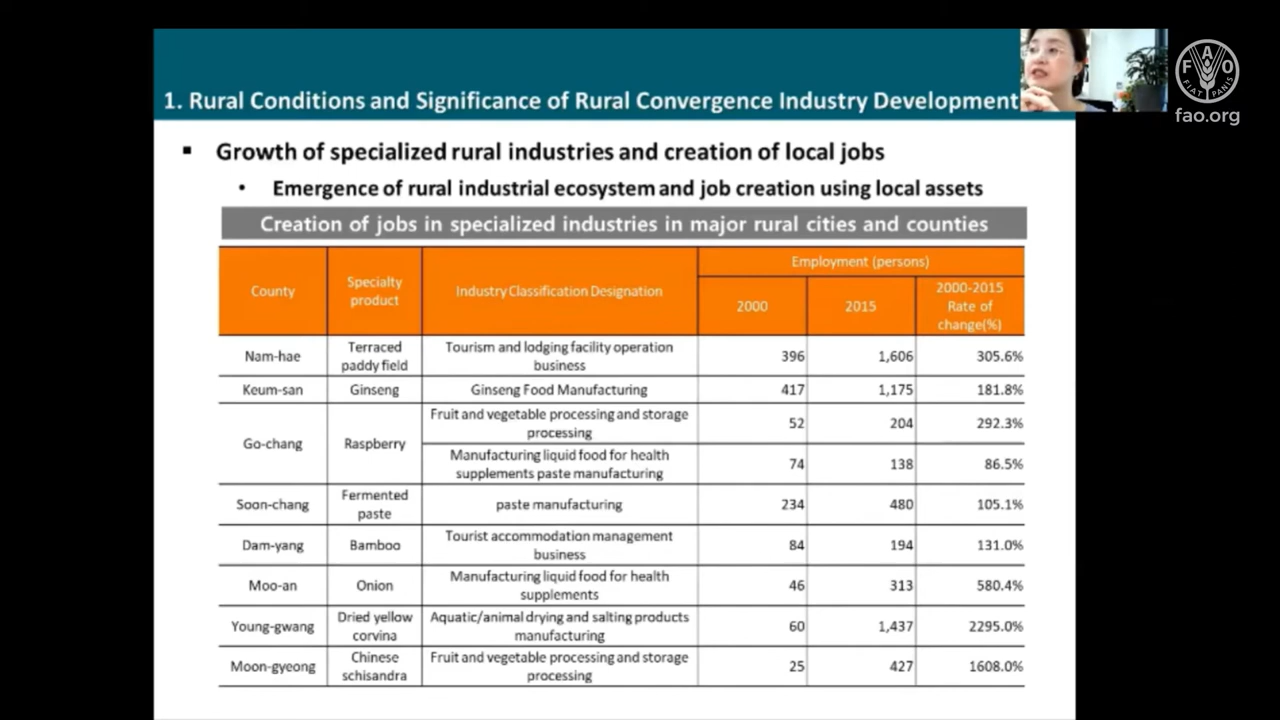 1. Rural Conditions and Significance of Rural Convergence Industry Development
FAO
FIAT PANIS
fao.org
▪ Growth of specialized rural industries and creation of local jobs
• Emergence of rural industrial ecosystem and job creation using local assets
Creation of jobs in specialized industries in major rural cities and counties
County
Specialty
product
Industry Classification Designation
Employment (persons)
2000
2015
2000-2015
Rate of
change(%)
Nam-hae
Terraced
paddy field
Tourism and lodging facility operation
business
396
1,606
305.6%
Keum-san
Ginseng
Ginseng Food Manufacturing
417
1,175
181.8%
Go-chang
Raspberry
Fruit and vegetable processing and storage
processing
52
204
292.3%
Manufacturing liquid food for health
supplements paste manufacturing
74
138
86.5%
Soon-chang
Fermented
paste
paste manufacturing
234
480
105.1%
Dam-yang
Bamboo
Tourist accommodation management
business
84
194
131.0%
Moo-an
Onion
Manufacturing liquid food for health
supplements
46
313
580.4%
Young-gwang
Dried yellow
corvina
Aquatic/animal drying and salting products
manufacturing
60
1,437
2295.0%
Moon-gyeong
Chinese
schisandra
Fruit and vegetable processing and storage
processing
25
427
1608.0%